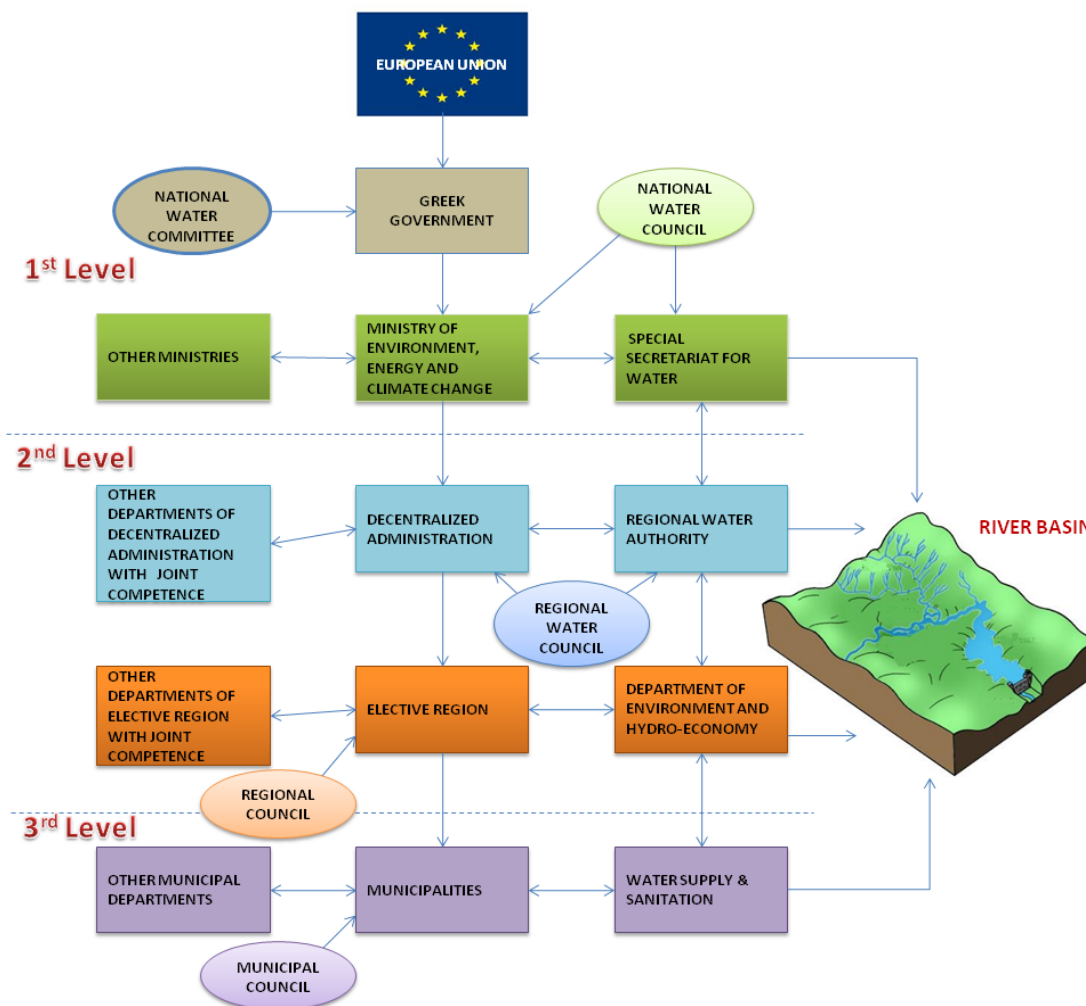 EUROPEAN UNION
NATIONAL
WATER
COMMITTEE
GREEK
GOVERNMENT
NATIONAL
WATER
COUNCIL
1st Level
OTHER MINISTRIES
MINISTRY OF
ENVIRONMENT,
ENERGY AND
CLIMATE CHANGE
SPECIAL
SECRETARIAT FOR
WATER
2nd Level
OTHER
DEPARTMENTS OF
DECENTRALIZED
ADMINISTRATION
WITH JOINT
COMPETENCE
DECENTRALIZED
ADMINISTRATION
REGIONAL WATER
AUTHORITY
RIVER BASIN
REGIONAL
WATER
COUNCIL
OTHER
DEPARTMENTS OF
ELECTIVE REGION
WITH JOINT
COMPETENCE
ELECTIVE REGION
DEPARTMENT OF
ENVIRONMENT AND
HYDRO-ECONOMY
REGIONAL
COUNCIL
3rd Level
OTHER MUNICIPAL
DEPARTMENTS
MUNICIPALITIES
WATER SUPPLY &
SANITATION
MUNICIPAL
COUNCIL